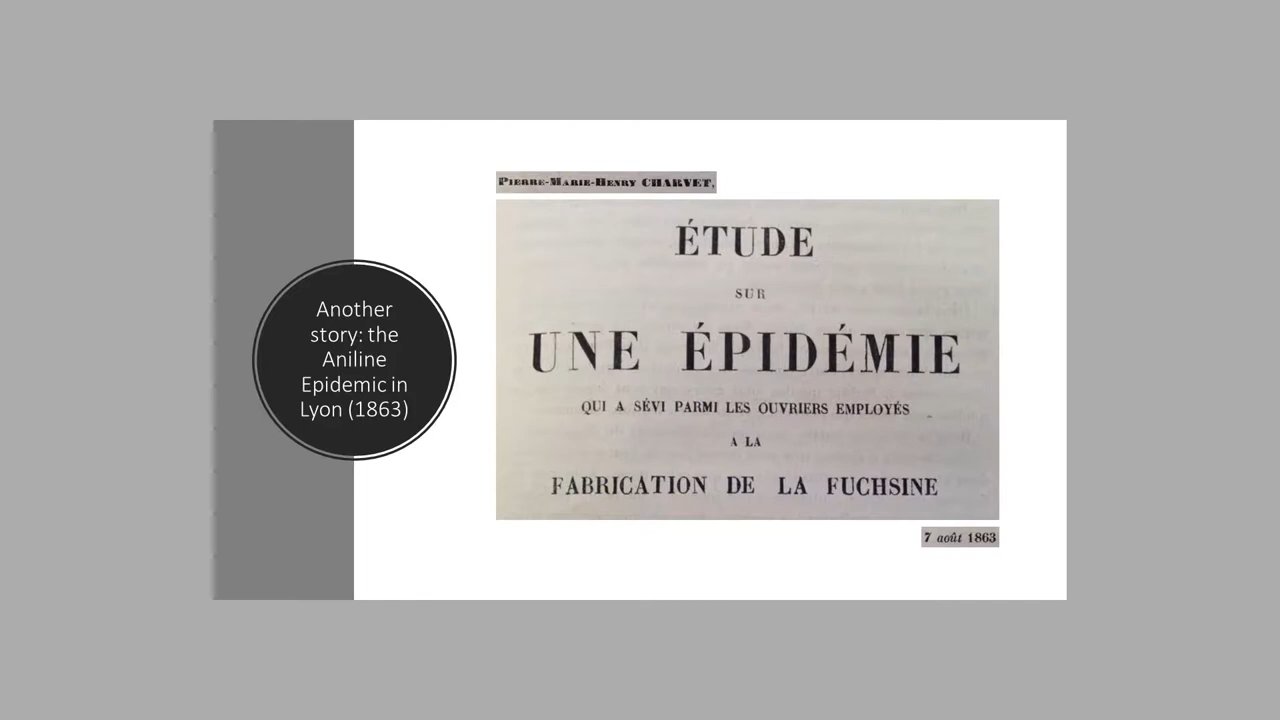 Another
story: the
Aniline
Epidemic in
Lyon (1863)
PIERRE-MARIE-HENRY CHARVET,
ÉTUDE
SUR
UNE ÉPIDÉMIE
QUI A SÉVI PARMI LES OUVRIERS EMPLOYÉS
A LA
FABRICATION DE LA FUCHSINE
7 août 1863